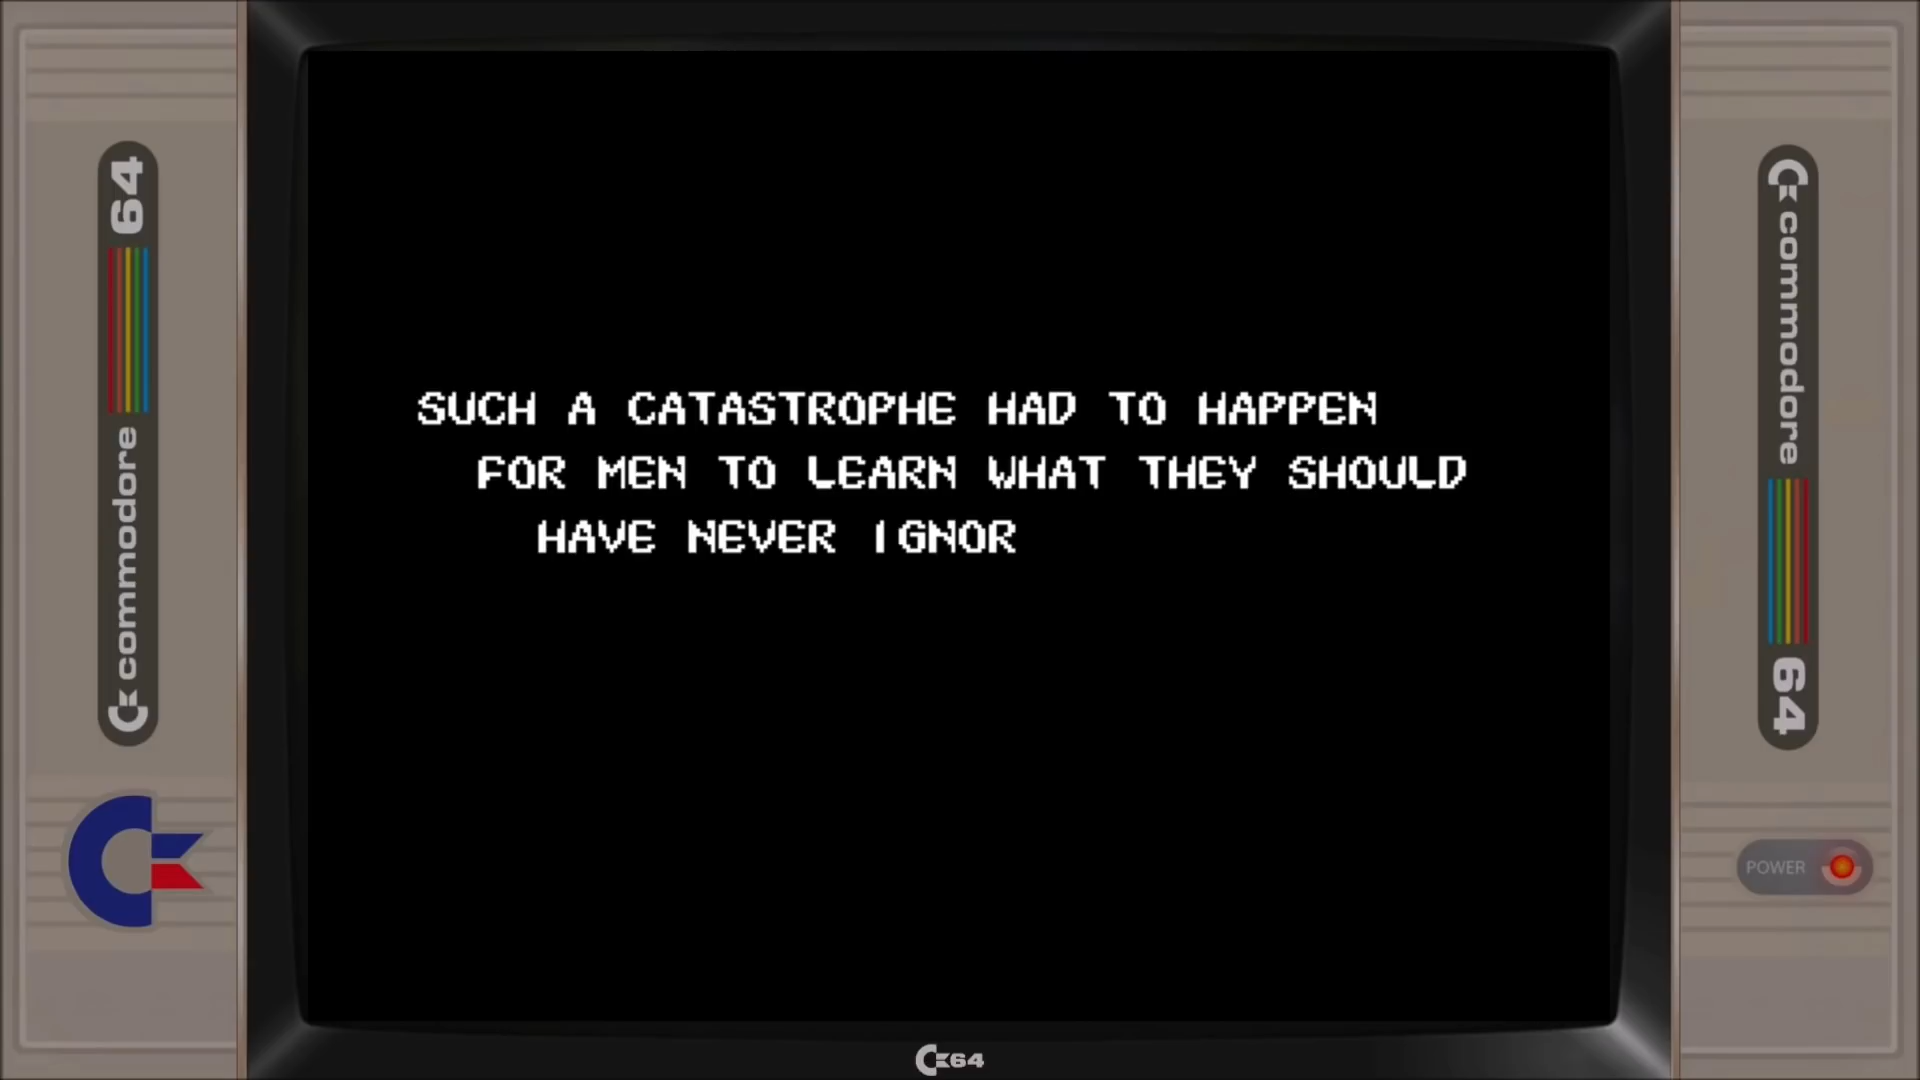 64
commodore
SUCH A CATASTROPHE HAD TO HAPPEN
FOR MEN TO LEARN WHAT THEY SHOULD
HAVE NEVER IGNOR
commodore
64
POWER
64